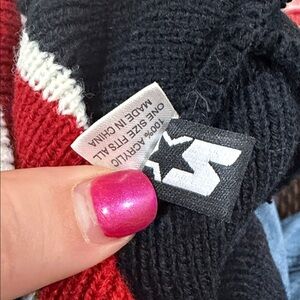 100% ACRYLIC
ONE SIZE FITS ALL
MADE IN CHINA